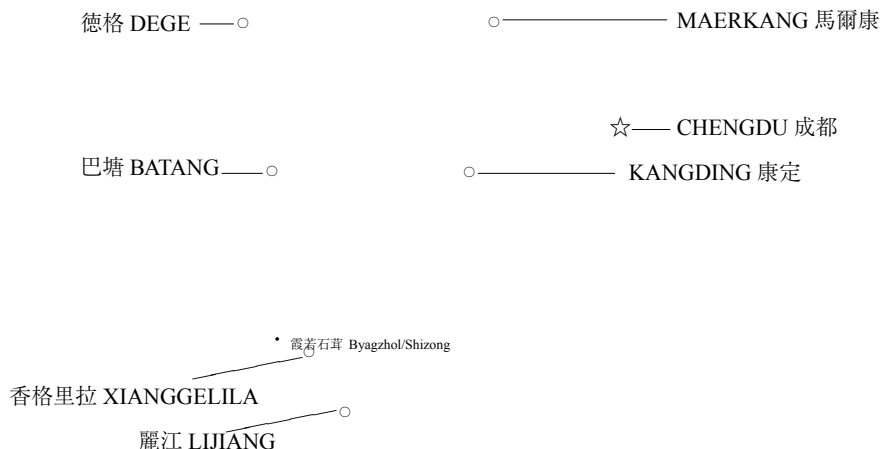 徳格 DEGE
MAERKANG 馬爾康
CHENGDU 成都
巴塘 BATANG
KANGDING 康定
霞若石茸 Byagzhol/Shizong
香格里拉 XIANGGELILA
麗江 LIJIANG